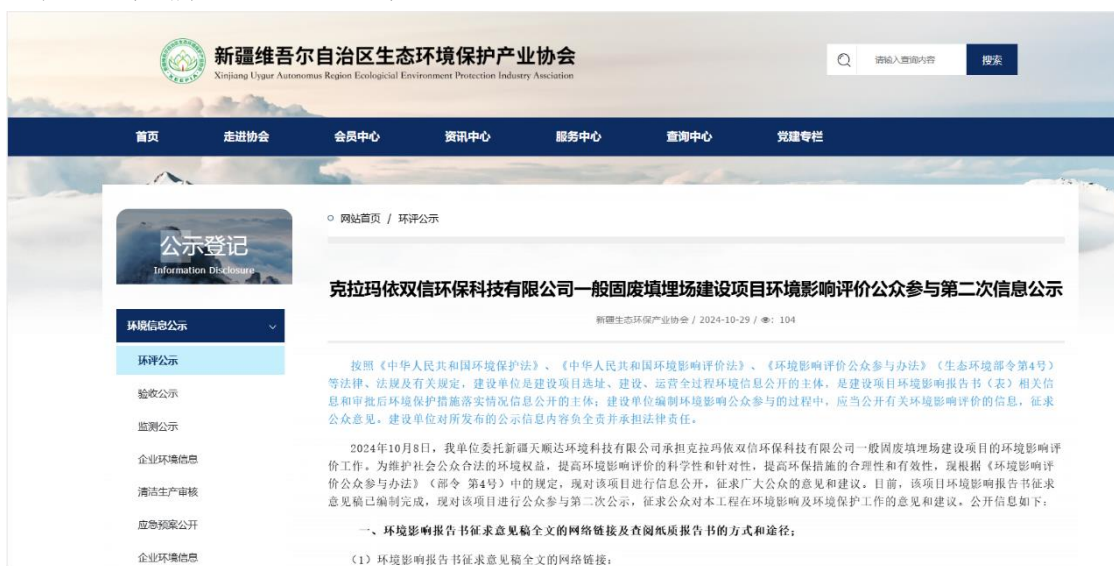 新疆维吾尔自治区生态环境保护产业协会
Xinjiang Uygur Autonomous Region Ecologicial Environment Protection Industry Association
请输入查询内容
搜索
首页 走进协会 会员中心 资讯中心 服务中心 查询中心 党建专栏
网站首页 / 环评公示
公示登记
Information Disclosure
克拉玛依双信环保科技有限公司一般固废填埋场建设项目环境影响评价公众参与第二次信息公示
新疆生态环保产业协会 / 2024-10-29 / : 104
环境信息公示
环评公示
验收公示
监测公示
企业环境信息
清洁生产审核
应急预案公开
企业环境信息
按照《中华人民共和国环境保护法》、《中华人民共和国环境影响评价法》、《环境影响评价公众参与办法》（生态环境部令第4号）
等法律、法规及有关规定，建设单位是建设项目选址、建设、运营全过程环境信息公开的主体，是建设项目环境影响报告书（表）相关信
息和审批后环境保护措施落实情况信息公开的主体；建设单位编制环境影响公众参与的过程中，应当公开有关环境影响评价的信息，征求
公众意见。建设单位对所发布的公示信息内容负全责并承担法律责任。
2024年10月8日，我单位委托新疆天顺达环境科技有限公司承担克拉玛依双信环保科技有限公司一般固废填埋场建设项目的环境影响评
价工作。为维护社会公众合法的环境权益，提高环境影响评价的科学性和针对性，提高环保措施的合理性和有效性，现根据《环境影响评
价公众参与办法》（部令 第4号）中的规定，现对该项目进行信息公开，征求广大公众的意见和建议。目前，该项目环境影响报告书征求
意见稿已编制完成，现对该项目进行公众参与第二次公示，征求公众对本工程在环境影响及环境保护工作的意见和建议。公开信息如下：
一、环境影响报告书征求意见稿全文的网络链接及查阅纸质报告书的方式和途径；
（1）环境影响报告书征求意见稿全文的网络链接：